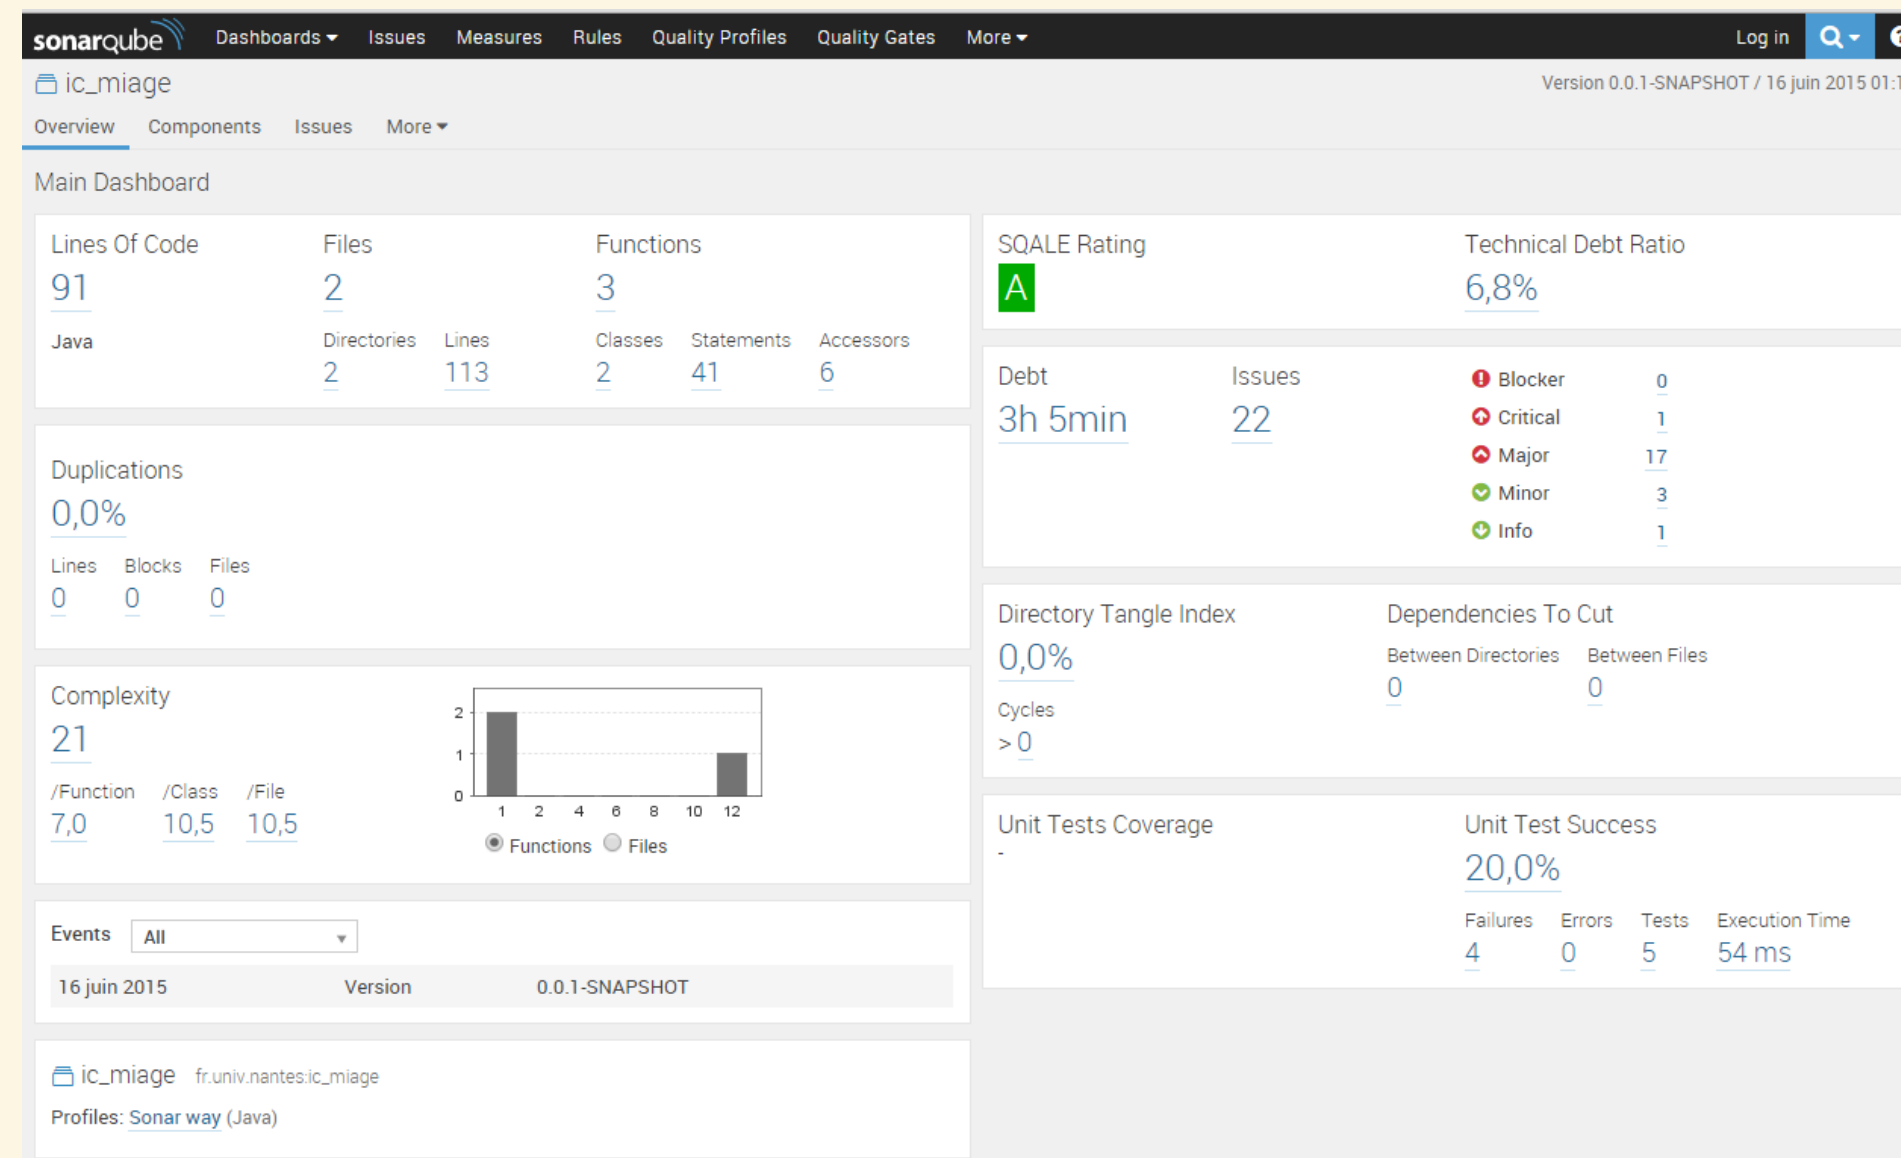 sonarqube Dashboards Issues Measures Rules Quality Profiles Quality Gates More Log in
ic_miage
Version 0.0.1-SNAPSHOT / 16 juin 2015 01:1
Overview Components Issues More
Main Dashboard
Lines Of Code Files Functions
91 2 3
Java
Directories Lines Classes Statements Accessors
2 113 2 41 6
Duplications
0,0%
Lines Blocks Files
0 0 0
Complexity
21
/Function /Class /File
7,0 10,5 10,5
2
1
0
1 2 4 6 8 10 12
Functions Files
Events All
16 juin 2015 Version 0.0.1-SNAPSHOT
ic_miage fr.univ.nantes:ic_miage
Profiles: Sonar way (Java)
SQALE Rating Technical Debt Ratio
A 6,8%
Debt Issues
3h 5min 22
Blocker 0
Critical 1
Major 17
Minor 3
Info 1
Directory Tangle Index Dependencies To Cut
0,0%
Between Directories Between Files
0 0
Cycles
> 0
Unit Tests Coverage Unit Test Success
-
20,0%
Failures Errors Tests Execution Time
4 0 5 54 ms